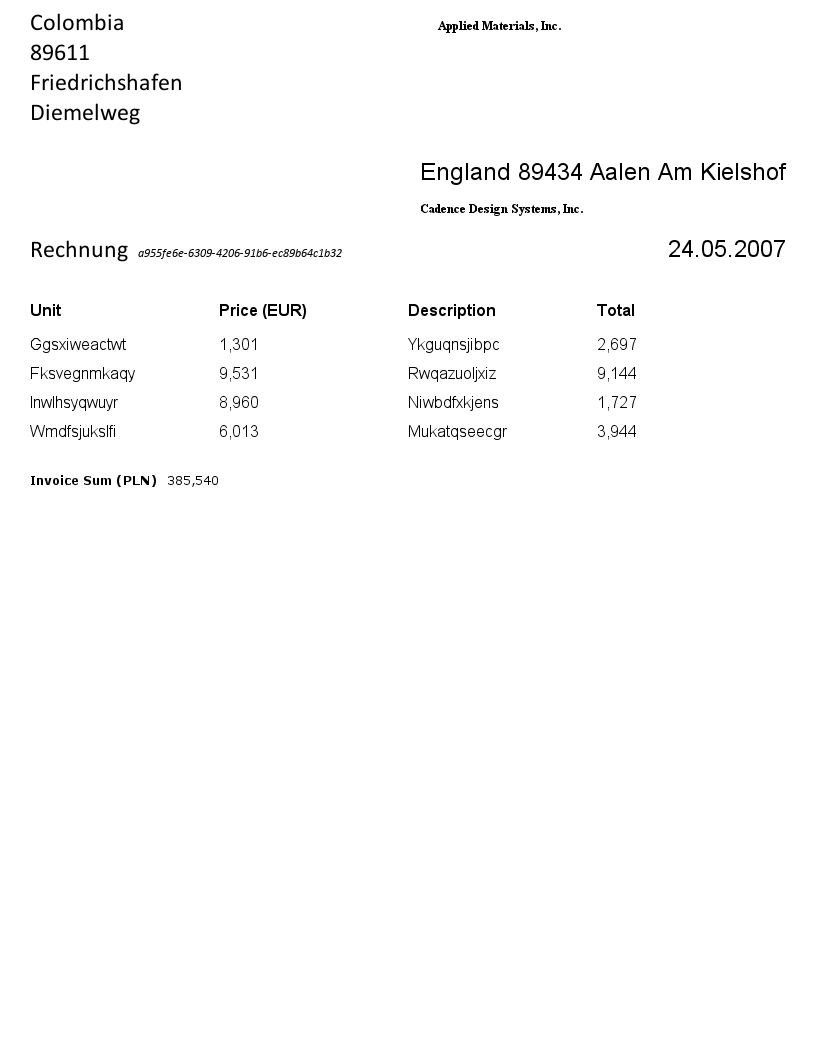 Colombia
89611
Friedrichshafen
Diemelweg
Applied Materials, Inc.
England 89434 Aalen Am Kielshof
Cadence Design Systems, Inc.
Rechnung a955fe6e-6309-4206-91b6-ec89b64c1b32 24.05.2007
Unit Price (EUR) Description Total
Ggsxiweactwt 1,301 Ykguqnsjibpc 2,697
Fksvegnmkaqy 9,531 Rwqazuoljxiz 9,144
Inwlhsyqwuyr 8,960 Niwbdfxkjens 1,727
Wmdfsjukslfi 6,013 Mukatqseecgr 3,944
Invoice Sum (PLN) 385,540